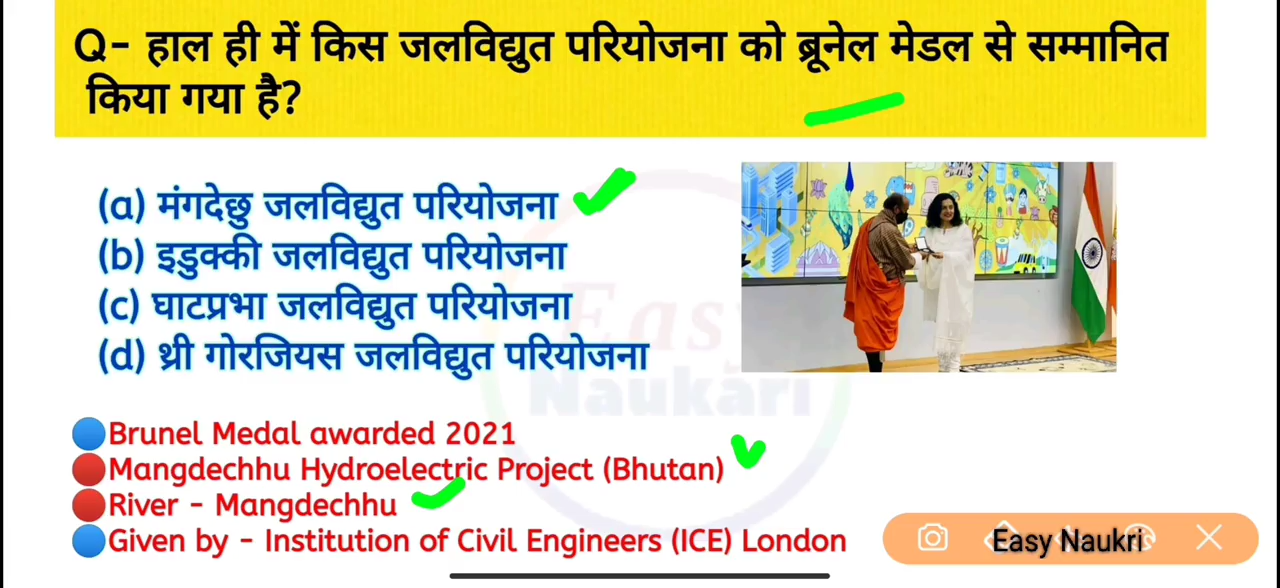 Q- हाल ही में किस जलविद्युत परियोजना को ब्रूनेल मेडल से सम्मानित
किया गया है?
(a) मंगदेछु जलविद्युत परियोजना
(b) इडुक्की जलविद्युत परियोजना
(c) घाटप्रभा जलविद्युत परियोजना
(d) थ्री गोरजियस जलविद्युत परियोजना
Easy
Naukari
Brunel Medal awarded 2021
Mangdechhu Hydroelectric Project (Bhutan)
River - Mangdechhu
Given by - Institution of Civil Engineers (ICE) London
Easy Naukri